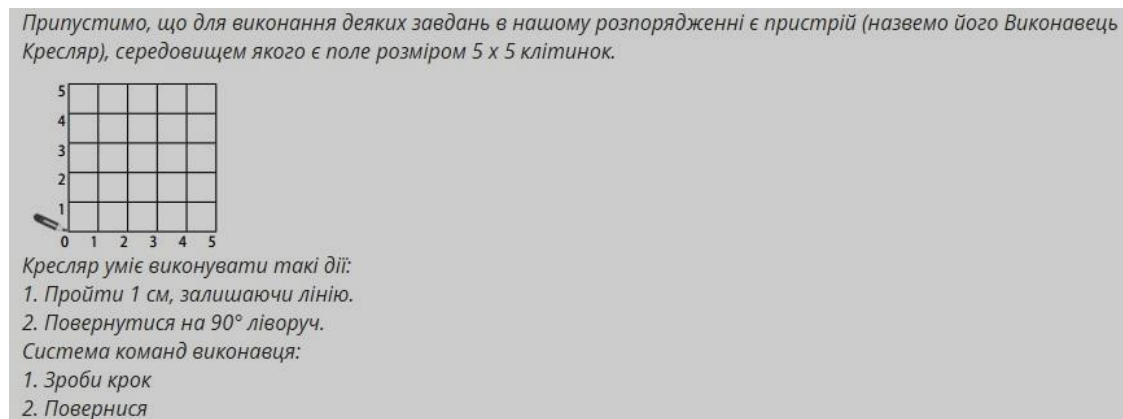 Припустимо, що для виконання деяких завдань в нашому розпорядженні є пристрій (назвемо його Виконавець
Кресляр), середовищем якого є поле розміром 5 х 5 клітинок.
5
4
3
2
1
0 1 2 3 4 5
Кресляр уміє виконувати такі дії:
1. Пройти 1 см, залишаючи лінію.
2. Повернутися на 90° ліворуч.
Система команд виконавця:
1. Зроби крок
2. Повернися